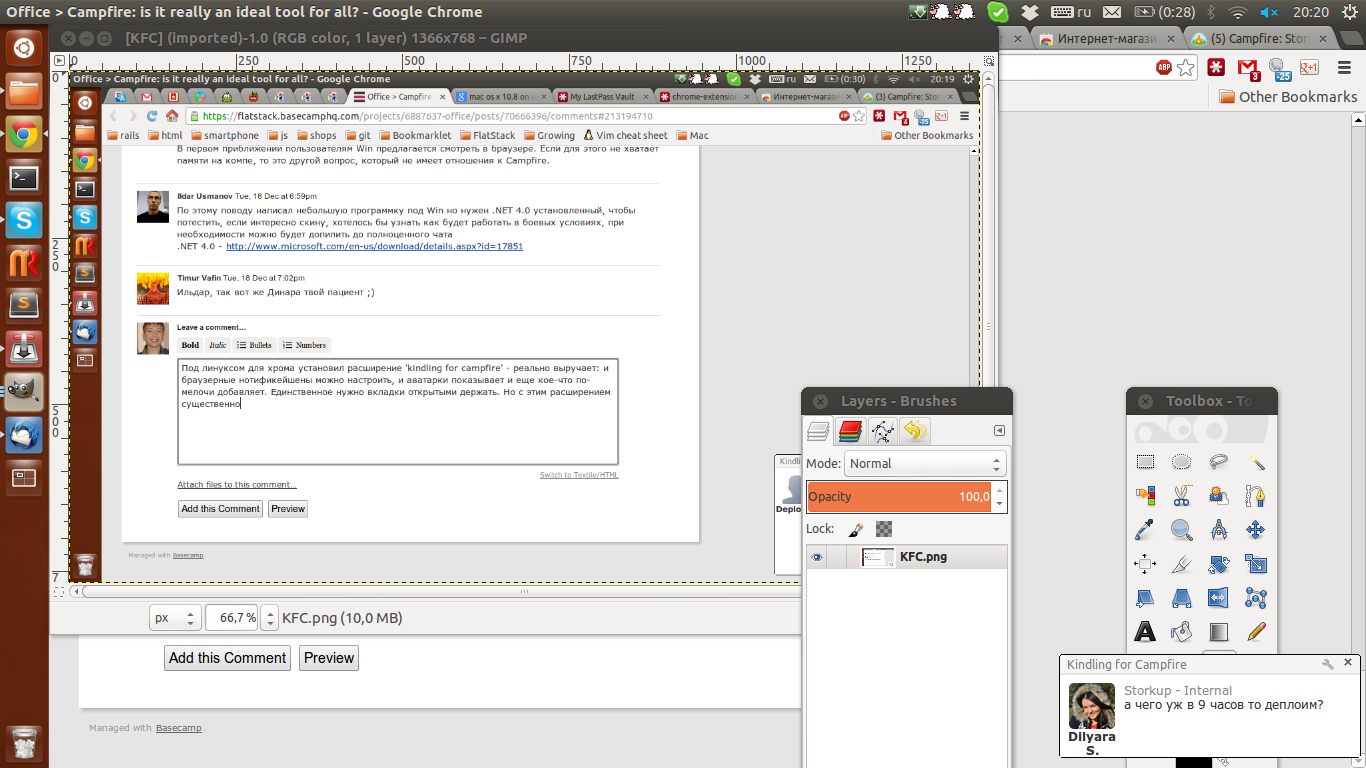 Office > Campfire: is it really an ideal tool for all? - Google Chrome
ru
(0:28)
20:20
[KFC] (imported)-1.0 (RGB color, 1 layer) 1366x768 – GIMP
Интернет-магази
(5) Campfire: Stor
0
250
500
750
1000
1250
ABP
3
-25
g+1
Other Bookmarks
Office > Campfire: is it really an ideal tool for all? - Google Chrome
ru
(0:30)
20:19
Office > Campfire
mac os x 10.8 on
My LastPass Vault
chrome-extension
Интернет-магази
(3) Campfire: Sto
https://flatstack.basecamphq.com/projects/6887637-office/posts/70666396/comments#213194710
rails
html
smartphone
js
shops
git
Bookmarklet
FlatStack
Growing
Vim cheat sheet
Mac
Other Bookmarks
В первом приближении пользователям Win предлагается смотреть в браузере. Если для этого не хватает
памяти на компе, то это другой вопрос, который не имеет отношения к Campfire.
Ildar Usmanov Tue, 18 Dec at 6:59pm
По этому поводу написал небольшую программку под Win но нужен .NET 4.0 установленный, чтобы
потестить, если интересно скину, хотелось бы узнать как будет работать в боевых условиях, при
необходимости можно будет допилить до полноценного чата
.NET 4.0 - http://www.microsoft.com/en-us/download/details.aspx?id=17851
Timur Vafin Tue, 18 Dec at 7:02pm
Ильдар, так вот же Динара твой пациент ;)
Leave a comment...
Bold
Italic
Bullets
Numbers
Под линуксом для хрома установил расширение 'kindling for campfire' - реально выручает: и
браузерные нотификейшены можно настроить, и аватарки показывает и еще кое-что по-
мелочи добавляет. Единственное нужно вкладки открытыми держать. Но с этим расширением
существенно
Switch to Textile/HTML
Attach files to this comment...
Add this Comment
Preview
Managed with Basecamp.
Kindli
Deplo
px
66,7 %
KFC.png (10,0 MB)
Layers - Brushes
Mode:
Normal
Opacity
100,0
Lock:
KFC.png
Toolbox - To
Add this Comment
Preview
Managed with Basecamp.
Kindling for Campfire
Storkup - Internal
а чего уж в 9 часов то деплоим?
Dilyara
S.